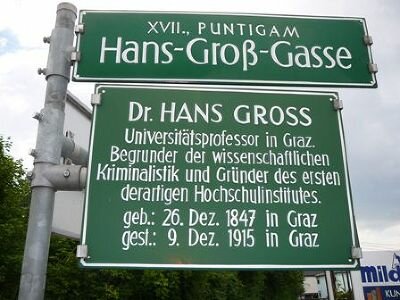 XVII., PUNTIGAM
Hans-Groß-Gasse
Dr. HANS GROSS
Universitätsprofessor in Graz.
Begrunder der wissenschaftlichen
Kriminalistik und Gründer des ersten
derartigen Hochschulinstitutes.
geb.: 26. Dez. 1847 in Graz
gest.: 9. Dez. 1915 in Graz